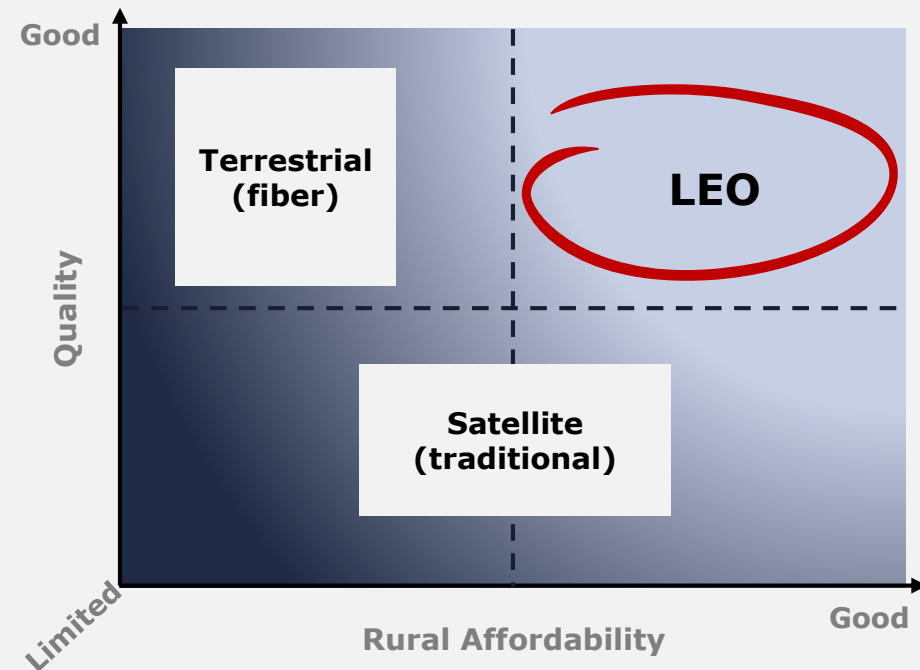 Good
Terrestrial
(fiber)
LEO
Quality
Satellite
(traditional)
Limited
Rural Affordability
Good